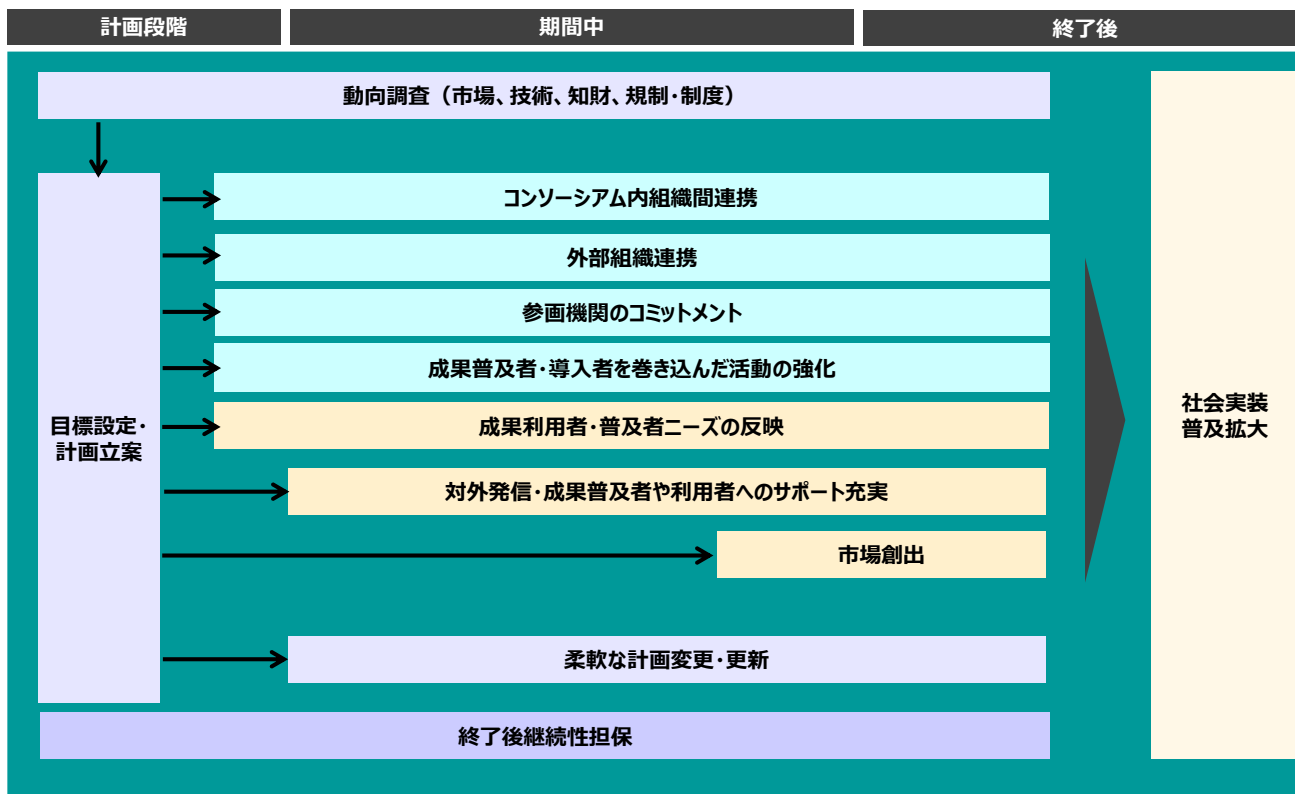 計画段階
期間中
終了後
動向調査（市場、技術、知財、規制・制度）
コンソーシアム内組織間連携
外部組織連携
参画機関のコミットメント
成果普及者・導入者を巻き込んだ活動の強化
目標設定・
計画立案
成果利用者・普及者ニーズの反映
対外発信・成果普及者や利用者へのサポート充実
市場創出
柔軟な計画変更・更新
終了後継続性担保
社会実装
普及拡大